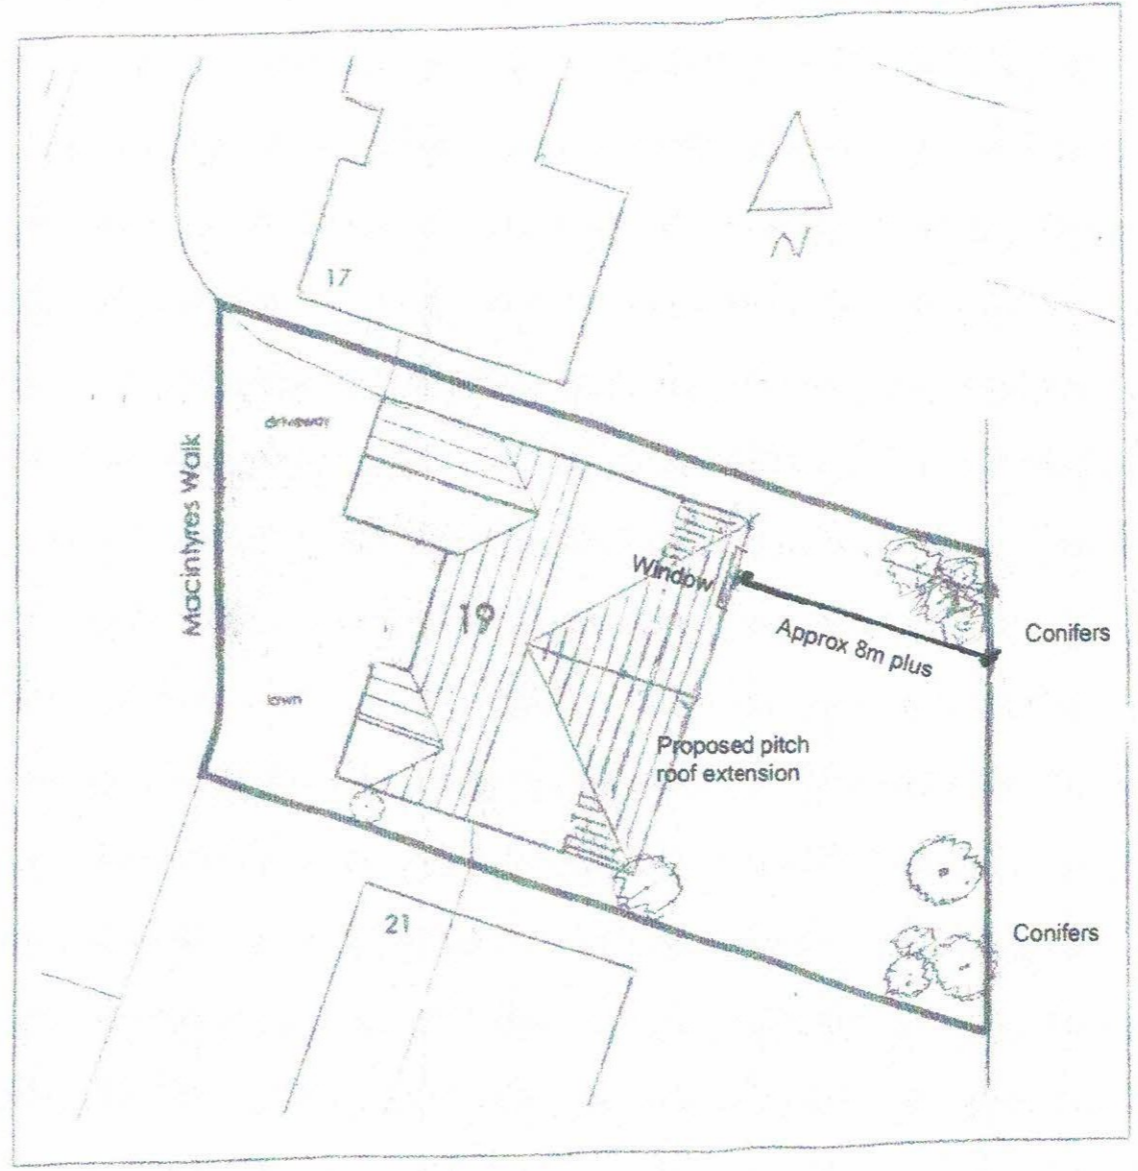 N
17
driveway
Macintyres Walk
Window
19
Approx 8m plus
Conifers
lawn
Proposed pitch
roof extension
21
Conifers